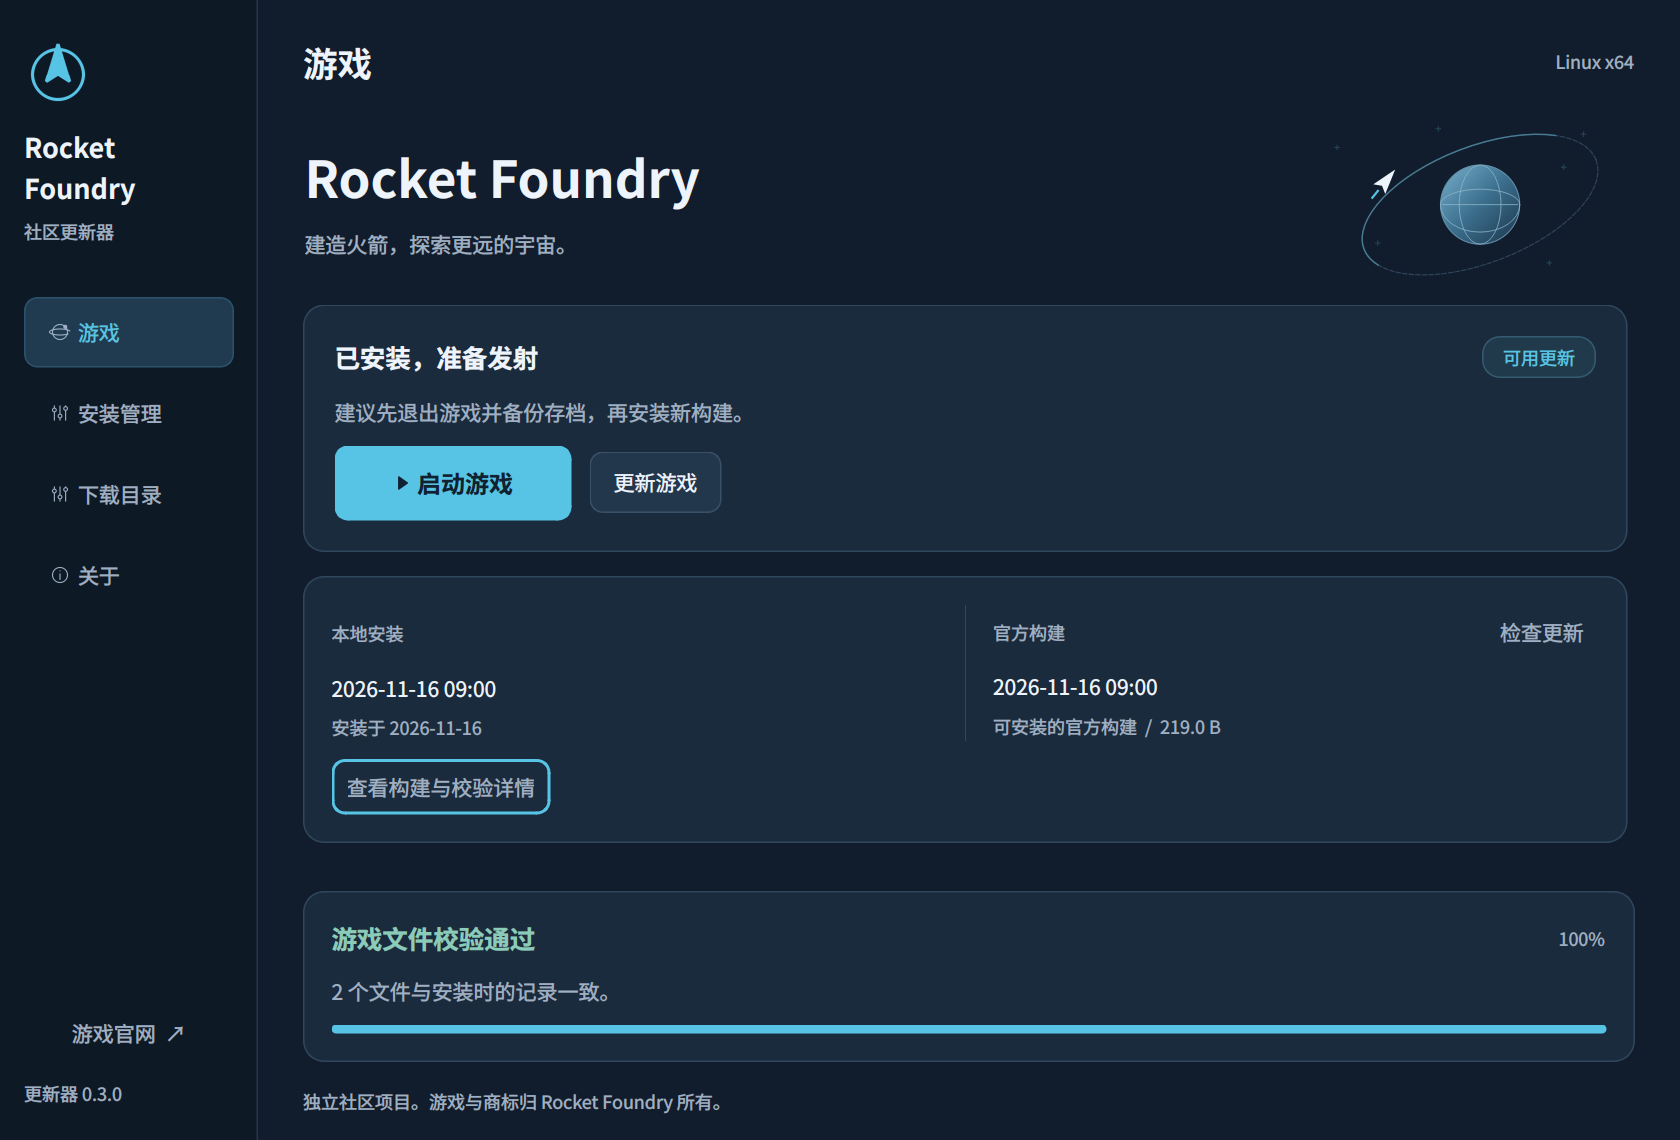 Rocket
Foundry
社区更新器
游戏
安装管理
下载目录
关于
游戏官网 ↗
更新器 0.3.0
游戏
Linux x64
Rocket Foundry
建造火箭，探索更远的宇宙。
已安装，准备发射
可用更新
建议先退出游戏并备份存档，再安装新构建。
启动游戏
更新游戏
本地安装
2026-11-16 09:00
安装于 2026-11-16
查看构建与校验详情
官方构建
检查更新
2026-11-16 09:00
可安装的官方构建 / 219.0 B
游戏文件校验通过
100%
2 个文件与安装时的记录一致。
独立社区项目。游戏与商标归 Rocket Foundry 所有。